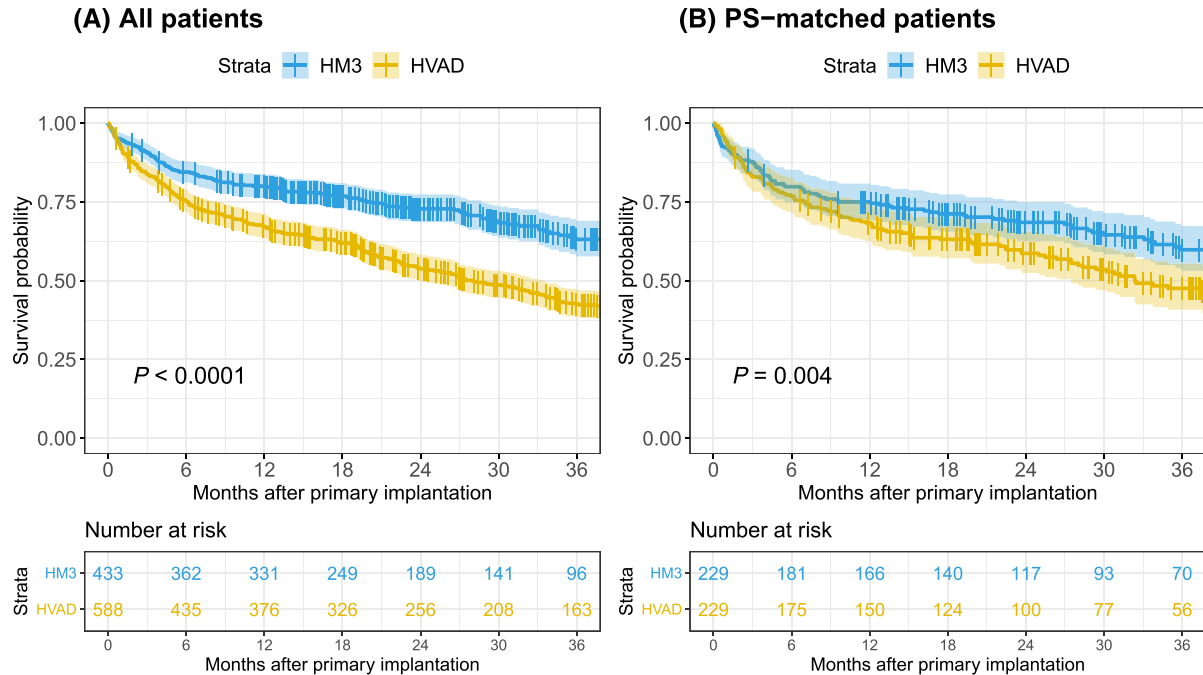 (A) All patients
Strata HM3 HVAD
Survival probability
1.00
0.75
0.50
0.25
0.00
P < 0.0001
0 6 12 18 24 30 36
Months after primary implantation
Number at risk
Strata
HM3 433 362 331 249 189 141 96
HVAD 588 435 376 326 256 208 163
0 6 12 18 24 30 36
Months after primary implantation
(B) PS−matched patients
Strata HM3 HVAD
Survival probability
1.00
0.75
0.50
0.25
0.00
P = 0.004
0 6 12 18 24 30 36
Months after primary implantation
Number at risk
Strata
HM3 229 181 166 140 117 93 70
HVAD 229 175 150 124 100 77 56
0 6 12 18 24 30 36
Months after primary implantation